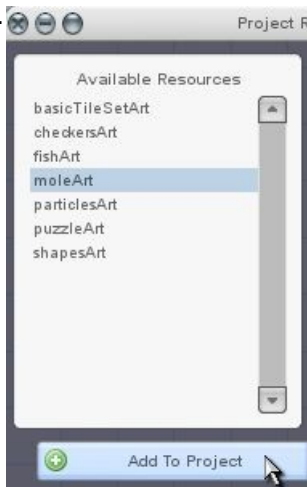 Project R
Available Resources
basicTileSetArt
checkersArt
fishArt
moleArt
particlesArt
puzzleArt
shapesArt
Add To Project